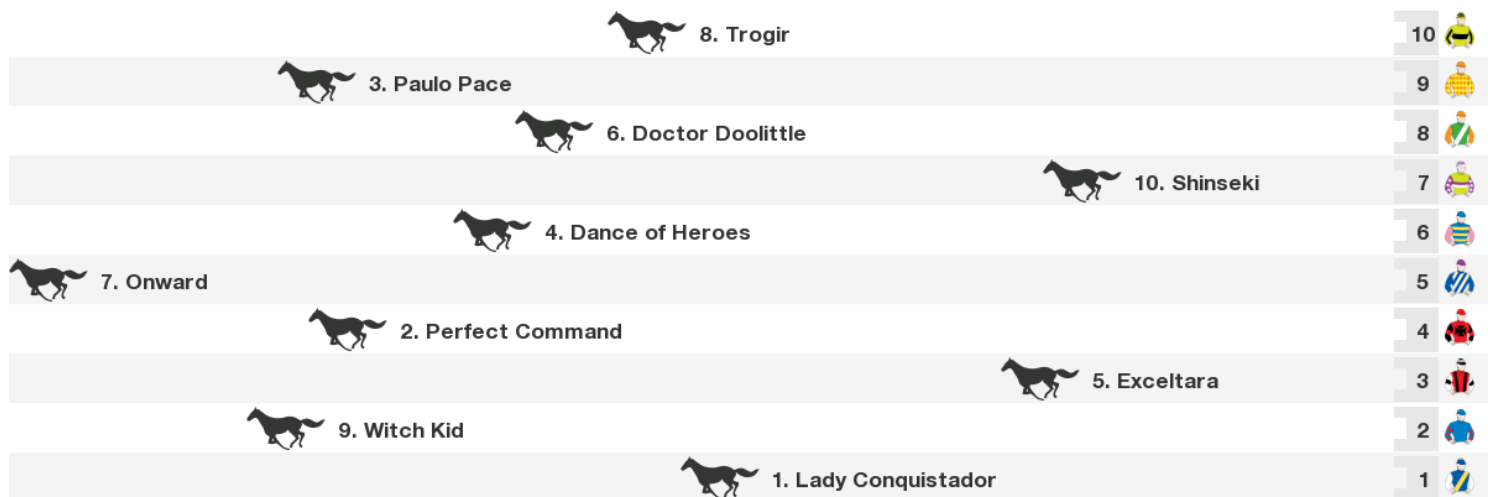 8. Trogir 10
3. Paulo Pace 9
6. Doctor Doolittle 8
10. Shinseki 7
4. Dance of Heroes 6
7. Onward 5
2. Perfect Command 4
5. Exceltara 3
9. Witch Kid 2
1. Lady Conquistador 1